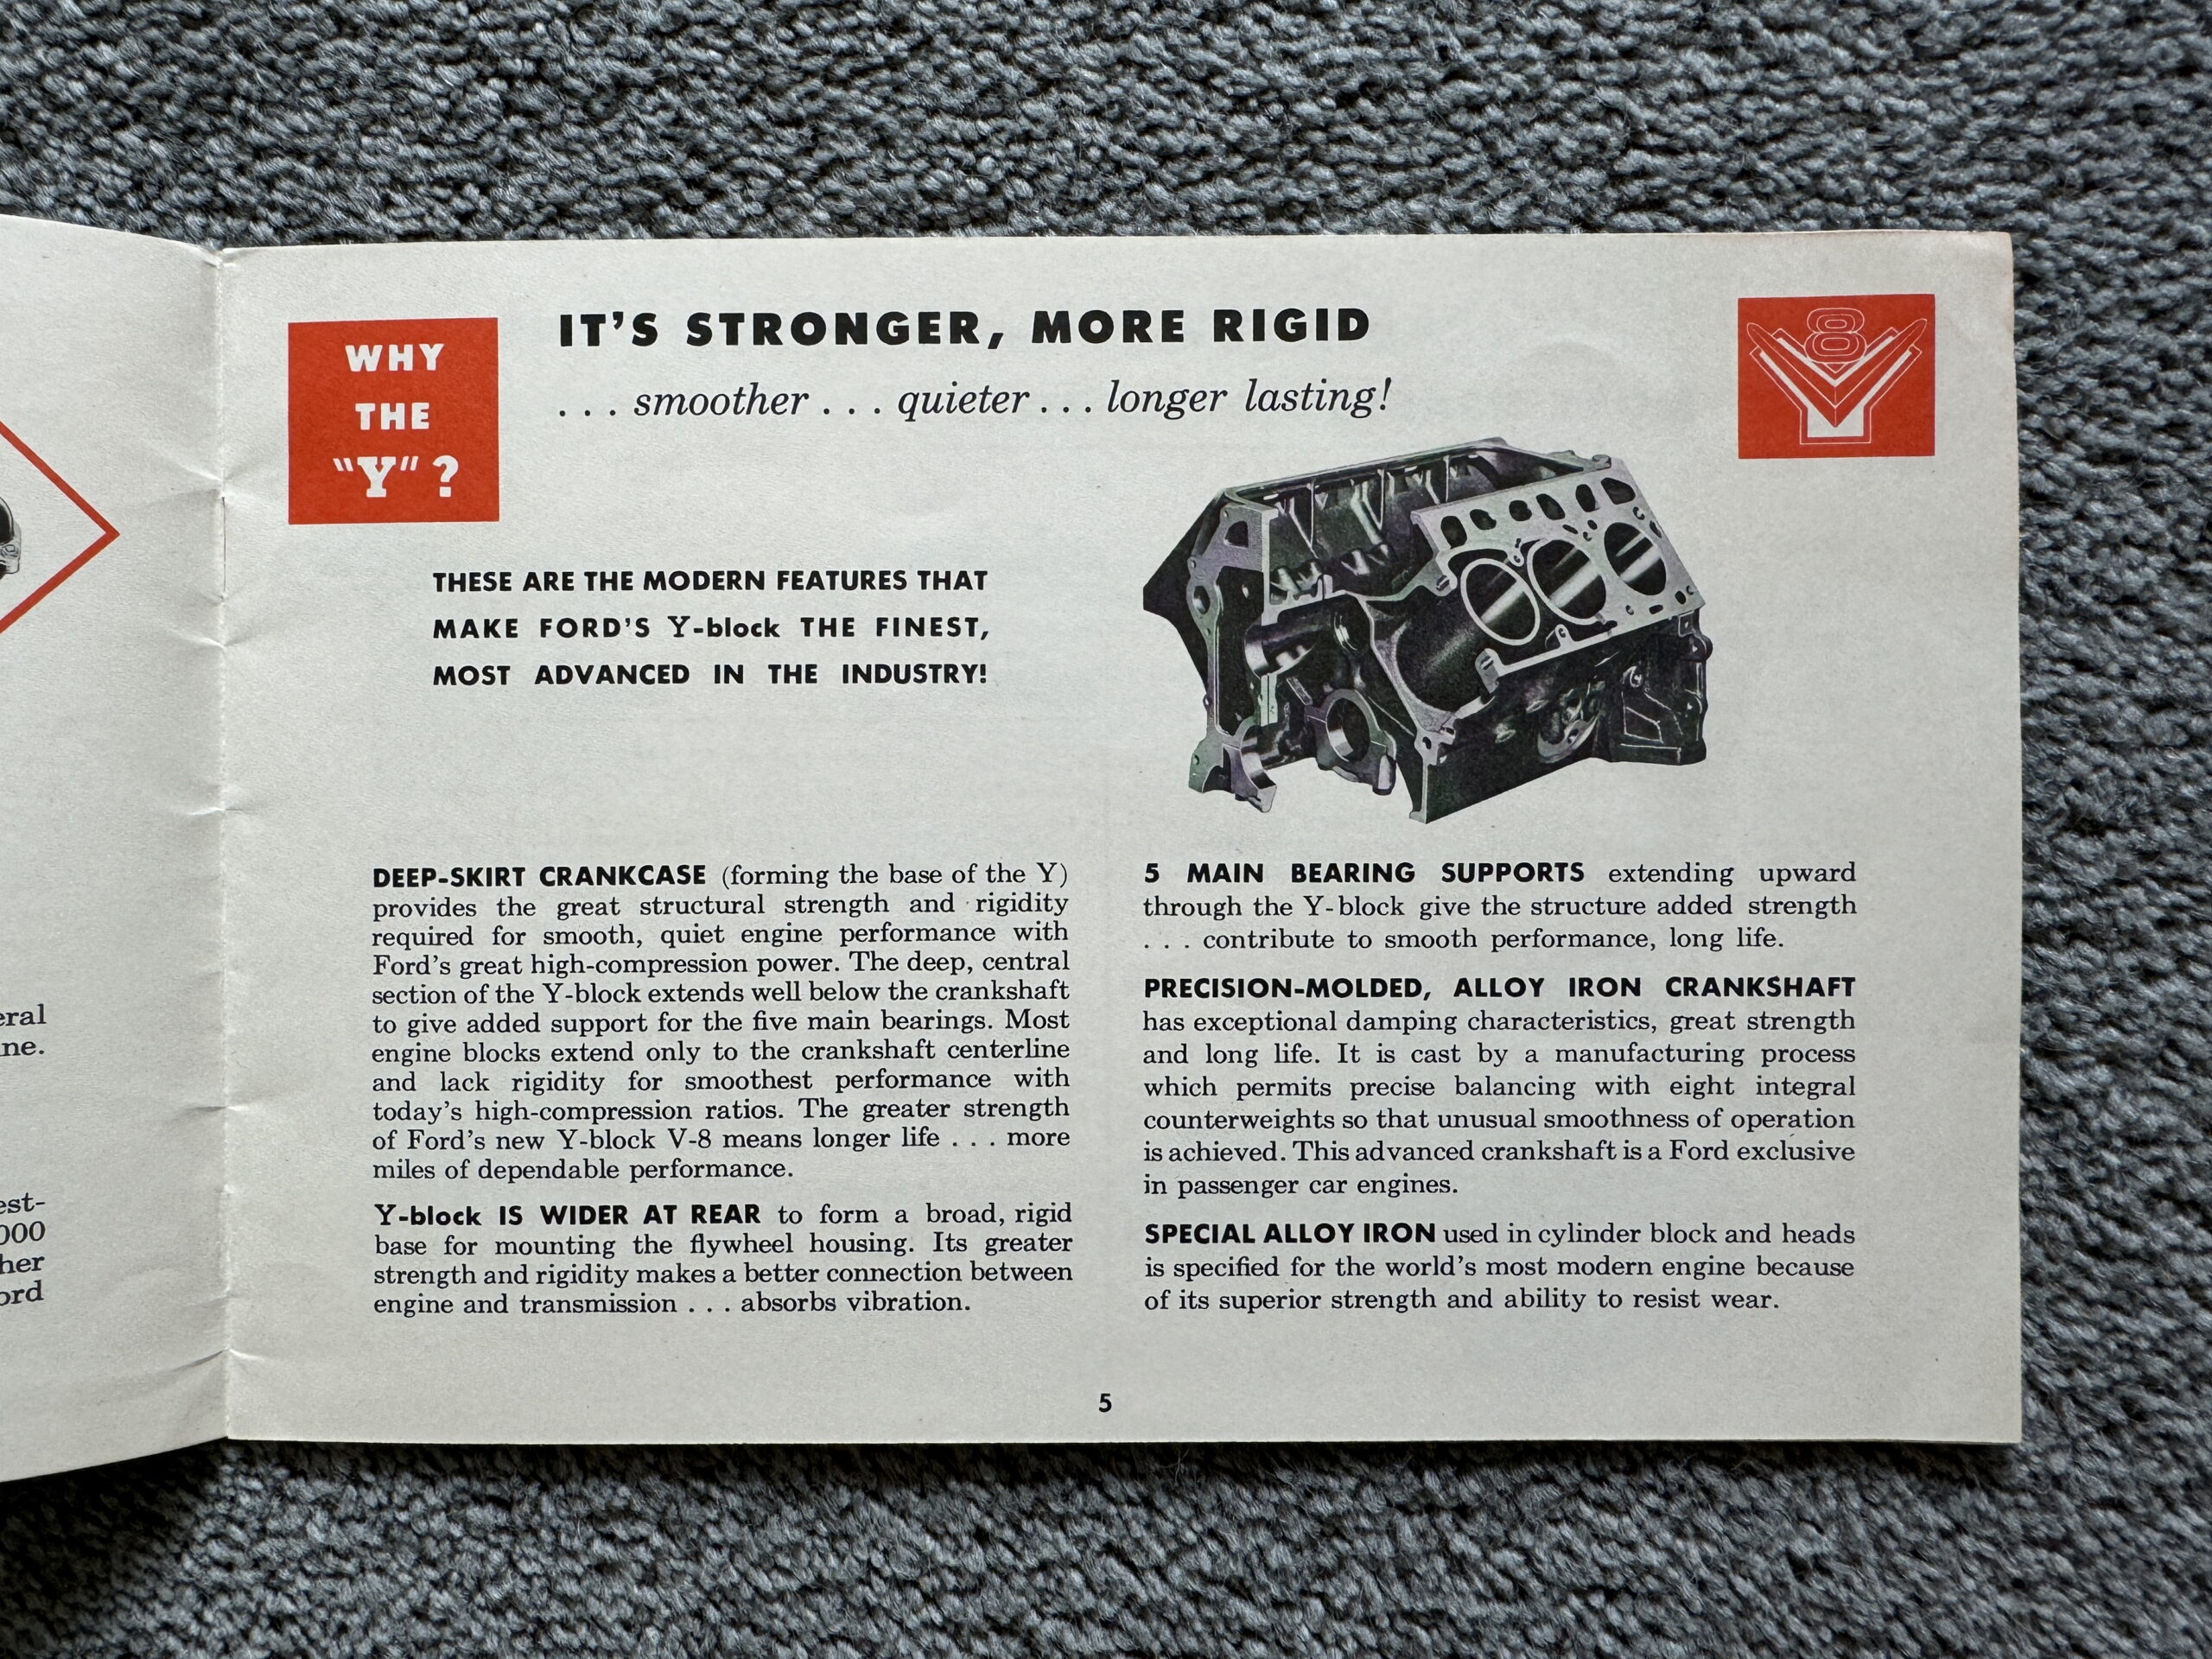 WHY
THE
"Y" ?
IT'S STRONGER, MORE RIGID
. . . smoother . . . quieter . . . longer lasting!
8
THESE ARE THE MODERN FEATURES THAT
MAKE FORD'S Y-block THE FINEST,
MOST ADVANCED IN THE INDUSTRY!
DEEP-SKIRT CRANKCASE (forming the base of the Y)
provides the great structural strength and rigidity
required for smooth, quiet engine performance with
Ford's great high-compression power. The deep, central
section of the Y-block extends well below the crankshaft
to give added support for the five main bearings. Most
engine blocks extend only to the crankshaft centerline
and lack rigidity for smoothest performance with
today's high-compression ratios. The greater strength
of Ford's new Y-block V-8 means longer life . . . more
miles of dependable performance.
Y-block IS WIDER AT REAR to form a broad, rigid
base for mounting the flywheel housing. Its greater
strength and rigidity makes a better connection between
engine and transmission . . . absorbs vibration.
5 MAIN BEARING SUPPORTS extending upward
through the Y-block give the structure added strength
. . . contribute to smooth performance, long life.
PRECISION-MOLDED, ALLOY IRON CRANKSHAFT
has exceptional damping characteristics, great strength
and long life. It is cast by a manufacturing process
which permits precise balancing with eight integral
counterweights so that unusual smoothness of operation
is achieved. This advanced crankshaft is a Ford exclusive
in passenger car engines.
SPECIAL ALLOY IRON used in cylinder block and heads
is specified for the world's most modern engine because
of its superior strength and ability to resist wear.
5